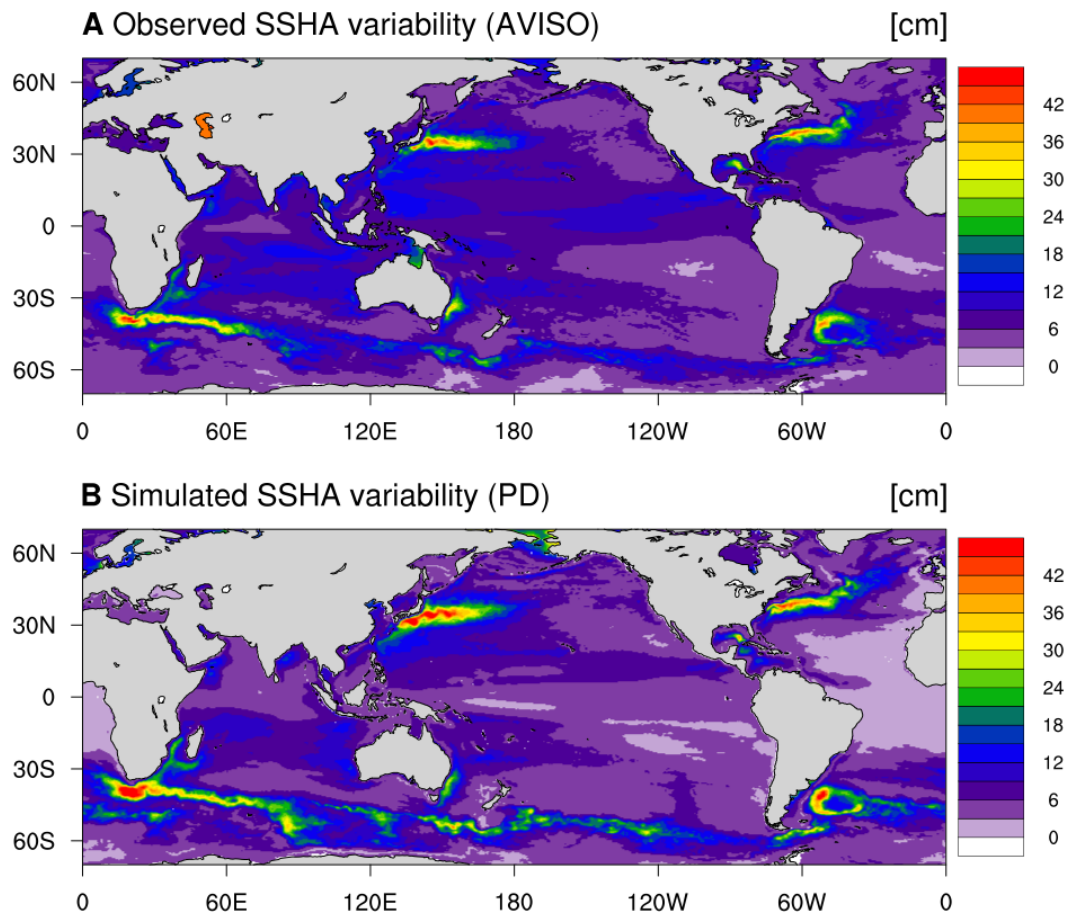 A Observed SSHA variability (AVISO) [cm]
60N
30N
0
30S
60S
0 60E 120E 180 120W 60W 0
42
36
30
24
18
12
6
0
B Simulated SSHA variability (PD) [cm]
60N
30N
0
30S
60S
0 60E 120E 180 120W 60W 0
42
36
30
24
18
12
6
0